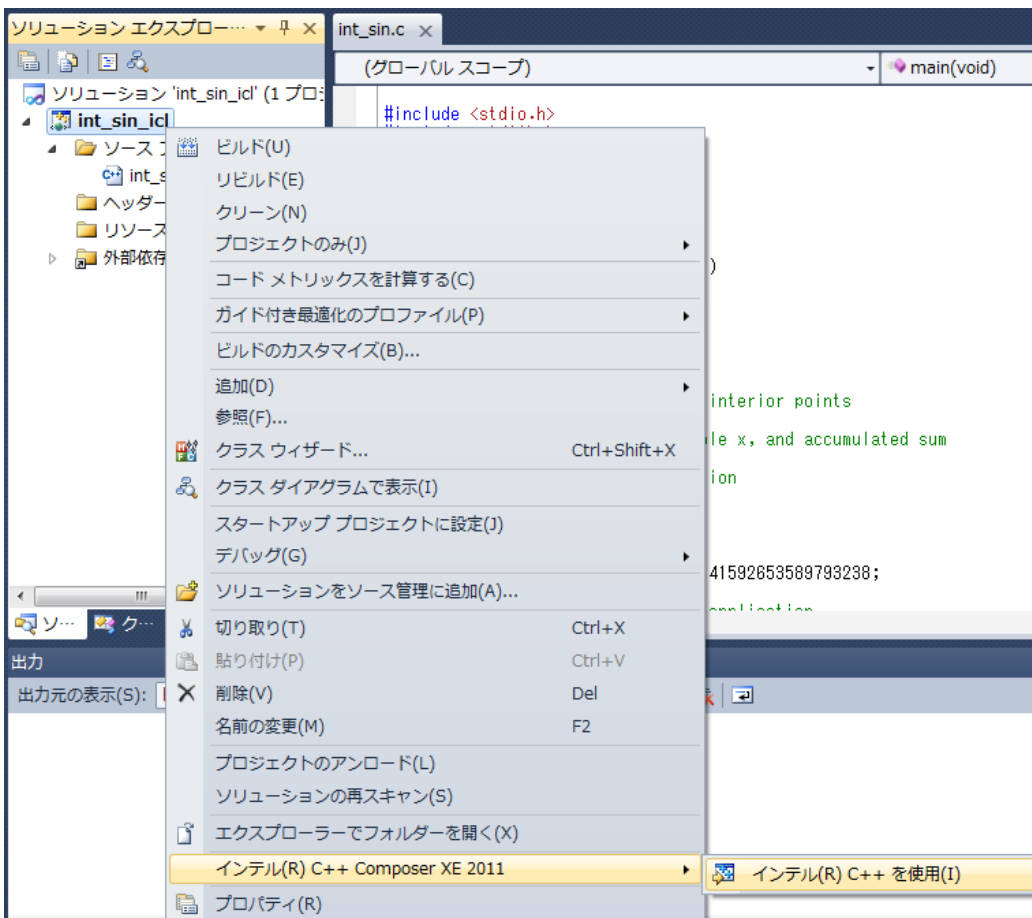 ソリューション エクスプロー…
int_sin.c
(グローバル スコープ)
main(void)
ソリューション 'int_sin_icl' (1 プロ
int_sin_icl
ソース
int_s
ヘッダー
リソース
外部依存
#include <stdio.h>
ビルド(U)
リビルド(E)
クリーン(N)
プロジェクトのみ(J)
)
コード メトリックスを計算する(C)
ガイド付き最適化のプロファイル(P)
ビルドのカスタマイズ(B)...
追加(D)
interior points
参照(F)...
le x, and accumulated sum
クラス ウィザード... Ctrl+Shift+X
ion
クラス ダイアグラムで表示(I)
スタートアップ プロジェクトに設定(J)
デバッグ(G)
41592653589793238;
ソリューションをソース管理に追加(A)...
ソ… ク…
切り取り(T) Ctrl+X
出力
貼り付け(P) Ctrl+V
出力元の表示(S):
削除(V) Del
名前の変更(M) F2
プロジェクトのアンロード(L)
ソリューションの再スキャン(S)
エクスプローラーでフォルダーを開く(X)
インテル(R) C++ Composer XE 2011
インテル(R) C++ を使用(I)
プロパティ(R)